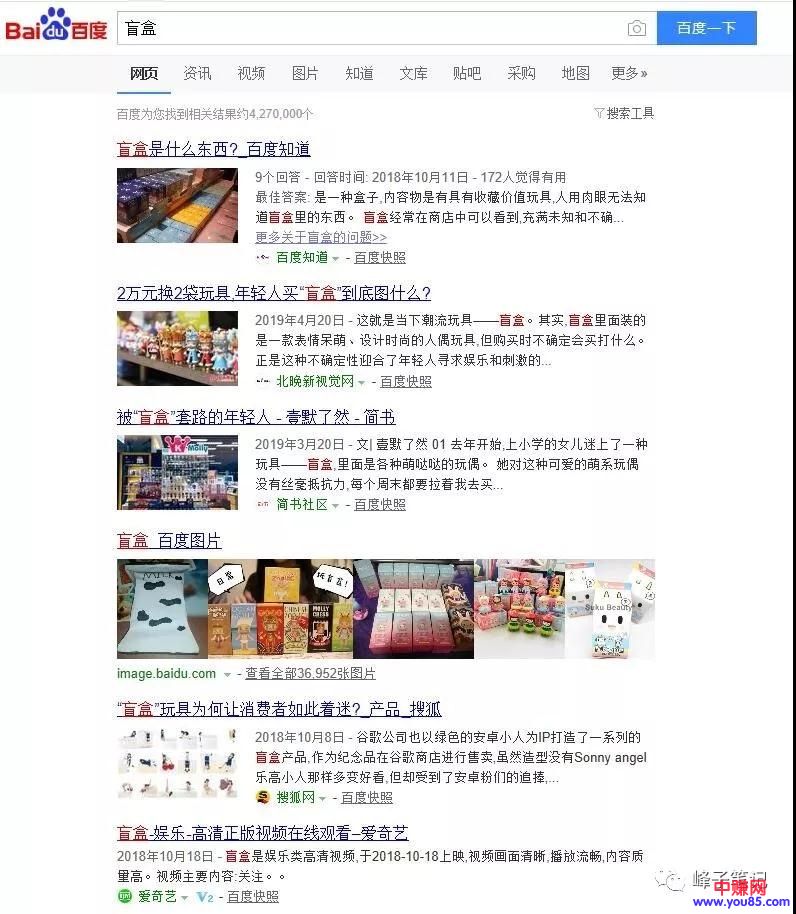 Bai du 百度
盲盒
百度一下
网页 资讯 视频 图片 知道 文库 贴吧 采购 地图 更多»
百度为您找到相关结果约4,270,000个
搜索工具
盲盒是什么东西?_百度知道
9个回答 - 回答时间: 2018年10月11日 - 172人觉得有用
最佳答案: 是一种盒子,内容物是有具有收藏价值玩具,人用肉眼无法知
道盲盒里的东西。 盲盒经常在商店中可以看到,充满未知和不确...
更多关于盲盒的问题>>
百度知道 - 百度快照
2万元换2袋玩具,年轻人买“盲盒”到底图什么?
2019年4月20日 - 这就是当下潮流玩具——盲盒。其实,盲盒里面装的
是一款表情呆萌、设计时尚的人偶玩具,但购买时不确定会买打什么。
正是这种不确定性迎合了年轻人寻求娱乐和刺激的...
北晚新视觉网 - 百度快照
被“盲盒”套路的年轻人 - 壹默了然 - 简书
Molly
2019年3月20日 - 文| 壹默了然 01 去年开始,上小学的女儿迷上了一种
玩具——盲盒,里面是各种萌哒哒的玩偶。 她对这种可爱的萌系玩偶
没有丝毫抵抗力,每个周末都要拉着我去买...
简书社区 - 百度快照
盲盒_百度图片
MILK
日常
玩盲盒!
MOLLY
CHESS
Suku Beauty
image.baidu.com - 查看全部36,952张图片
“盲盒”玩具为何让消费者如此着迷?_产品_搜狐
2018年10月8日 - 谷歌公司也以绿色的安卓小人为IP打造了一系列的
盲盒产品,作为纪念品在谷歌商店进行售卖,虽然造型没有Sonny angel
乐高小人那样多变好看,但却受到了安卓粉们的追捧,...
搜狐网 - 百度快照
盲盒-娱乐-高清正版视频在线观看–爱奇艺
2018年10月18日 - 盲盒是娱乐类高清视频,于2018-10-18上映,视频画面清晰,播放流畅,内容质
量高。视频主要内容:关注。。
爱奇艺 V2 - 百度快照
峰子笔记
中赚网
www.you85.com